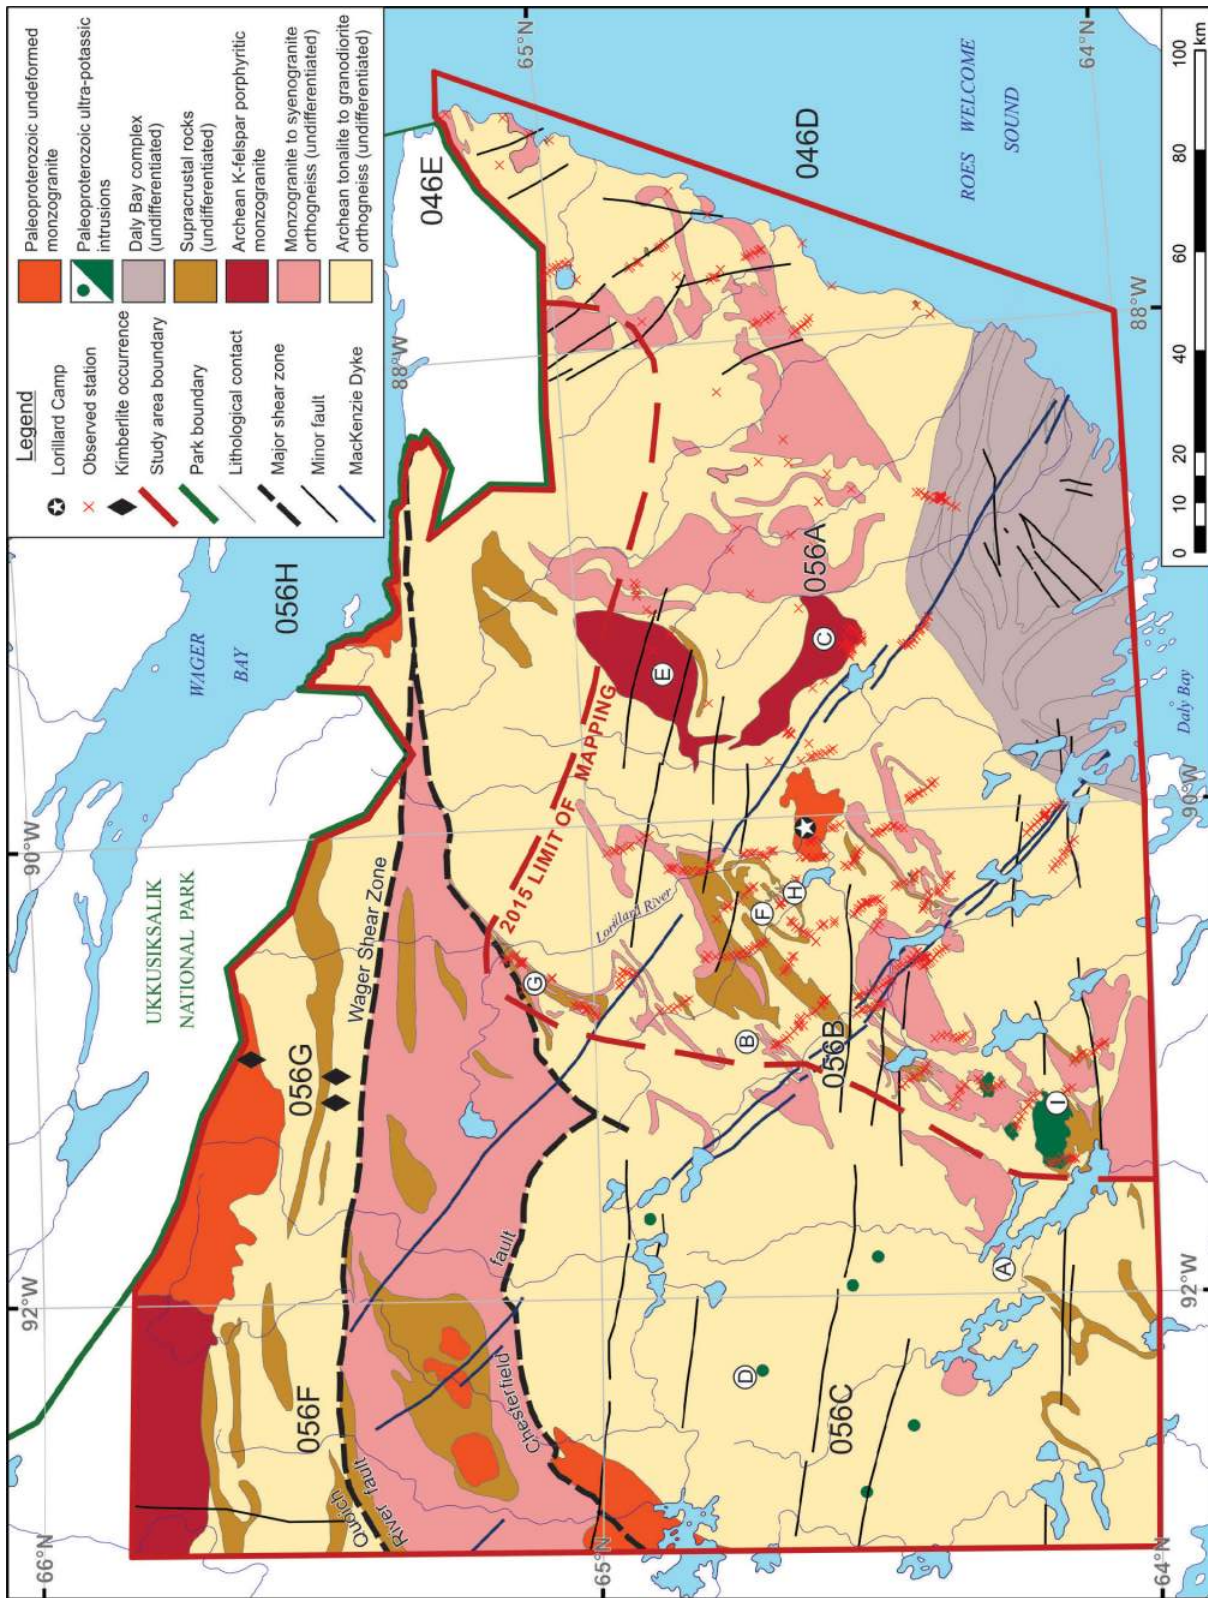 Legend
Lorillard Camp
Observed station
Kimberlite occurrence
Study area boundary
Park boundary
Lithological contact
Major shear zone
Minor fault
MacKenzie Dyke
Paleoproterozoic undeformed
monzogranite
Paleoproterozoic ultra-potassic
intrusions
Daly Bay complex
(undifferentiated)
Supracrustal rocks
(undifferentiated)
Archean K-felspar porphyritic
monzogranite
Monzogranite to syenogranite
orthogneiss (undifferentiated)
Archean tonalite to granodiorite
orthogneiss (undifferentiated)
66°N
92°W
90°W
88°W
65°N
UKKUSIKSALIK
NATIONAL PARK
WAGER
BAY
056H
046E
056G
056F
Wager Shear Zone
Quoich
River fault
Chesterfield
fault
2015 LIMIT OF MAPPING
Lorillard River
G
E
B
F
H
C
D
A
I
056A
056B
056C
046D
ROES WELCOME
SOUND
Daly Bay
65°N
64°N
92°W
90°W
88°W
64°N
0 10 20 40 60 80 100
km